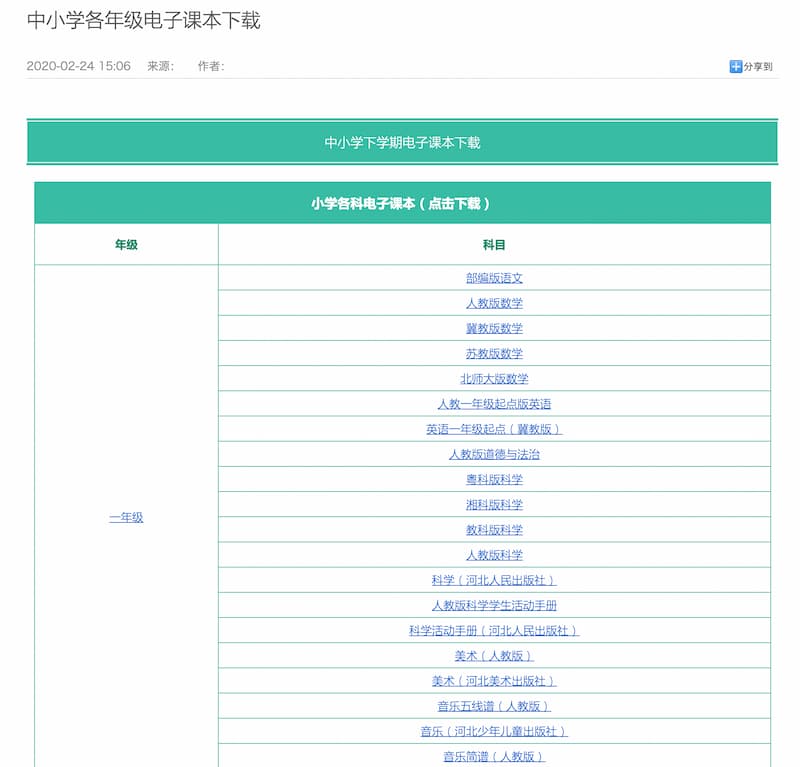 中小学各年级电子课本下载
2020-02-24 15:06 来源: 作者:
分享到
中小学下学期电子课本下载
小学各科电子课本（点击下载）
年级 科目
部编版语文
人教版数学
冀教版数学
苏教版数学
北师大版数学
人教一年级起点版英语
英语一年级起点（冀教版）
人教版道德与法治
粤科版科学
湘科版科学
一年级
教科版科学
人教版科学
科学（河北人民出版社）
人教版科学学生活动手册
科学活动手册（河北人民出版社）
美术（人教版）
美术（河北美术出版社）
音乐五线谱（人教版）
音乐（河北少年儿童出版社）
音乐简谱（人教版）